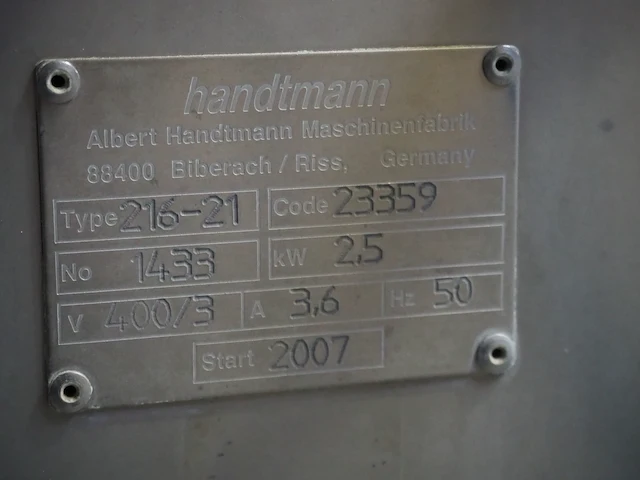 handtmann
Albert Handtmann Maschinenfabrik
88400 Biberach / Riss, Germany
Type 216-21 Code 23359
No 1433 kW 2,5
V 400/3 A 3,6 Hz 50
Start 2007